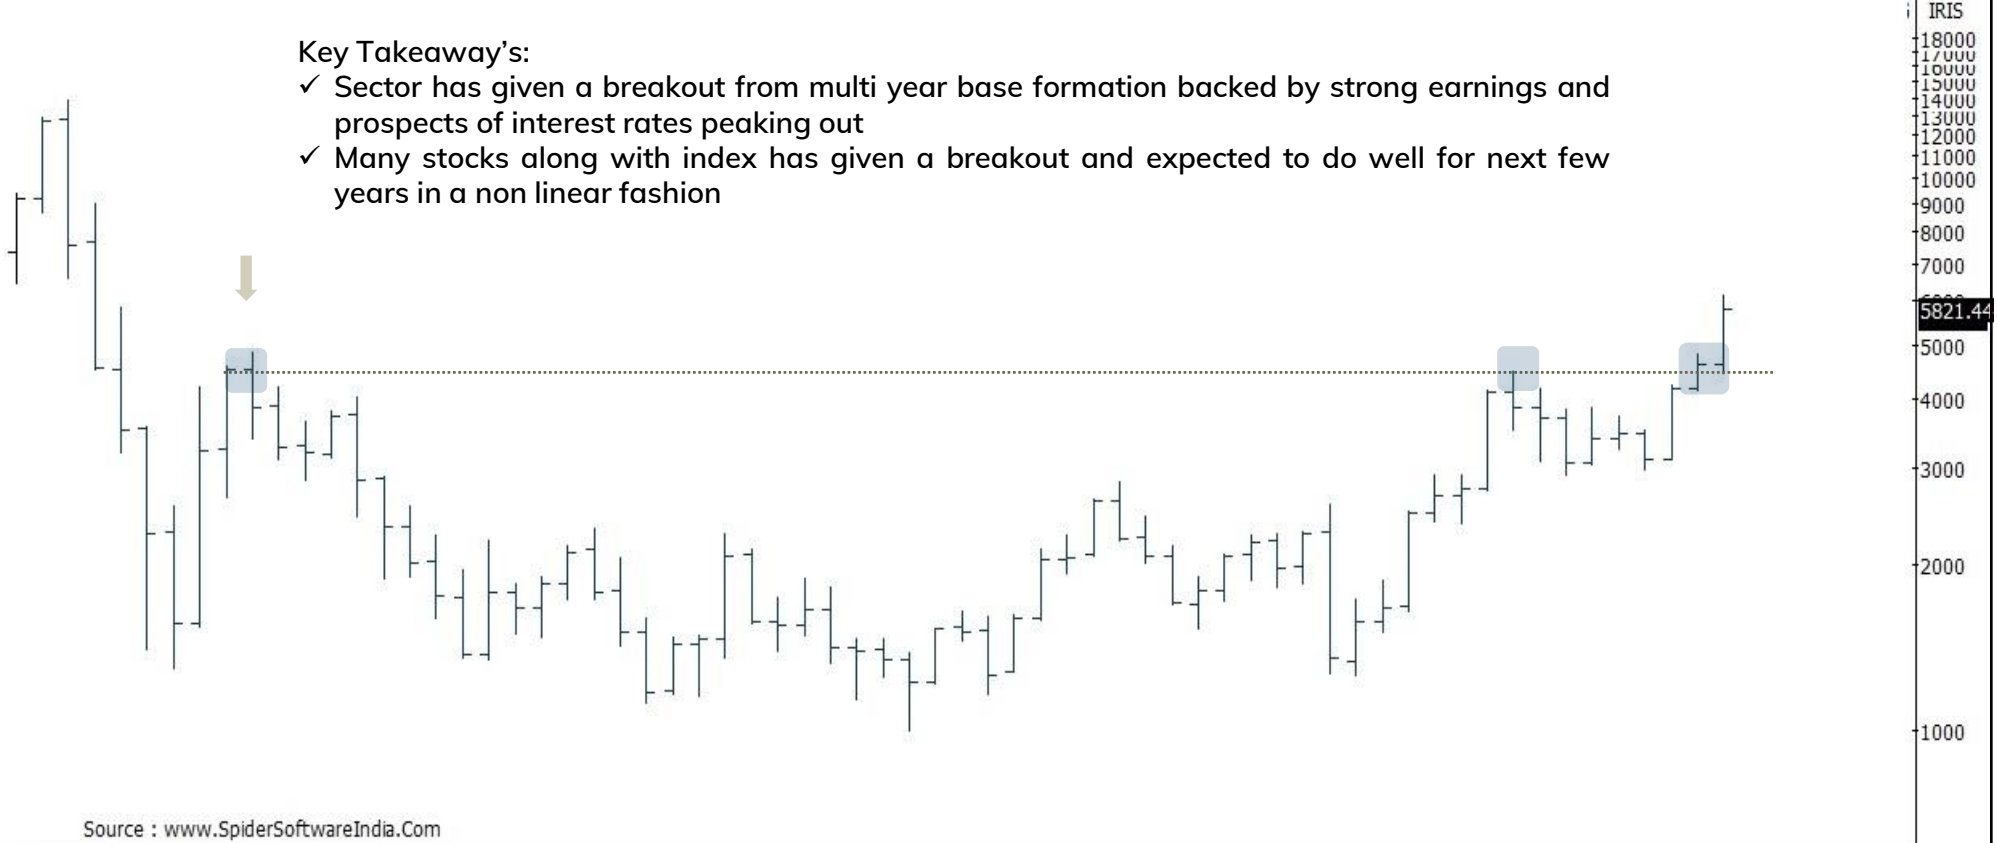 IRIS
Key Takeaway’s:
✓ Sector has given a breakout from multi year base formation backed by strong earnings and
prospects of interest rates peaking out
✓ Many stocks along with index has given a breakout and expected to do well for next few
years in a non linear fashion
18000
17000
16000
15000
14000
13000
12000
11000
10000
9000
8000
7000
5821.44
5000
4000
3000
2000
1000
Source : www.SpiderSoftwareIndia.Com